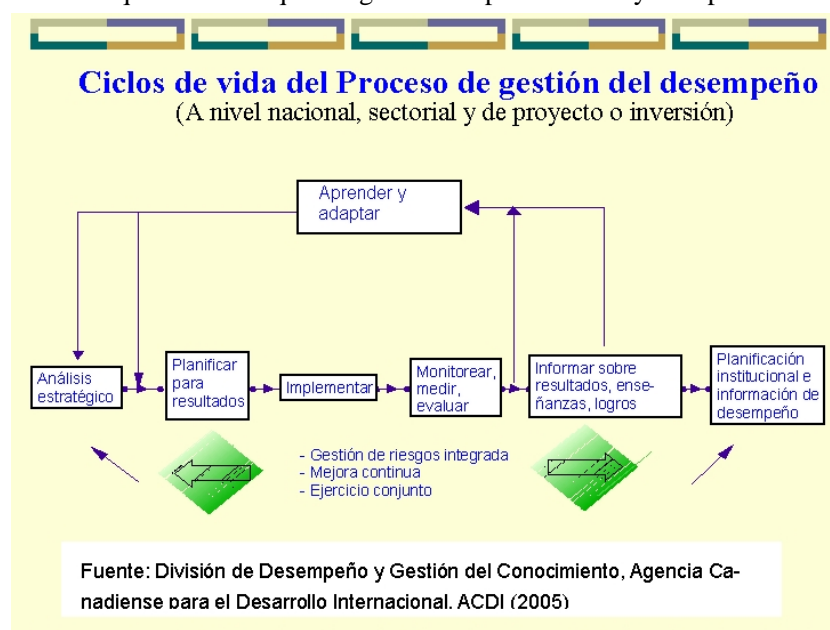 Ciclos de vida del Proceso de gestión del desempeño
(A nivel nacional, sectorial y de proyecto o inversión)
Aprender y
adaptar
Análisis
estratégico
Planificar
para
resultados
Implementar
Monitorear,
medir,
evaluar
Informar sobre
resultados, ense-
ñanzas, logros
Planificación
institucional e
información de
desempeño
- Gestión de riesgos integrada
- Mejora continua
- Ejercicio conjunto
Fuente: División de Desempeño y Gestión del Conocimiento, Agencia Ca-
nadiense para el Desarrollo Internacional. ACDI (2005)